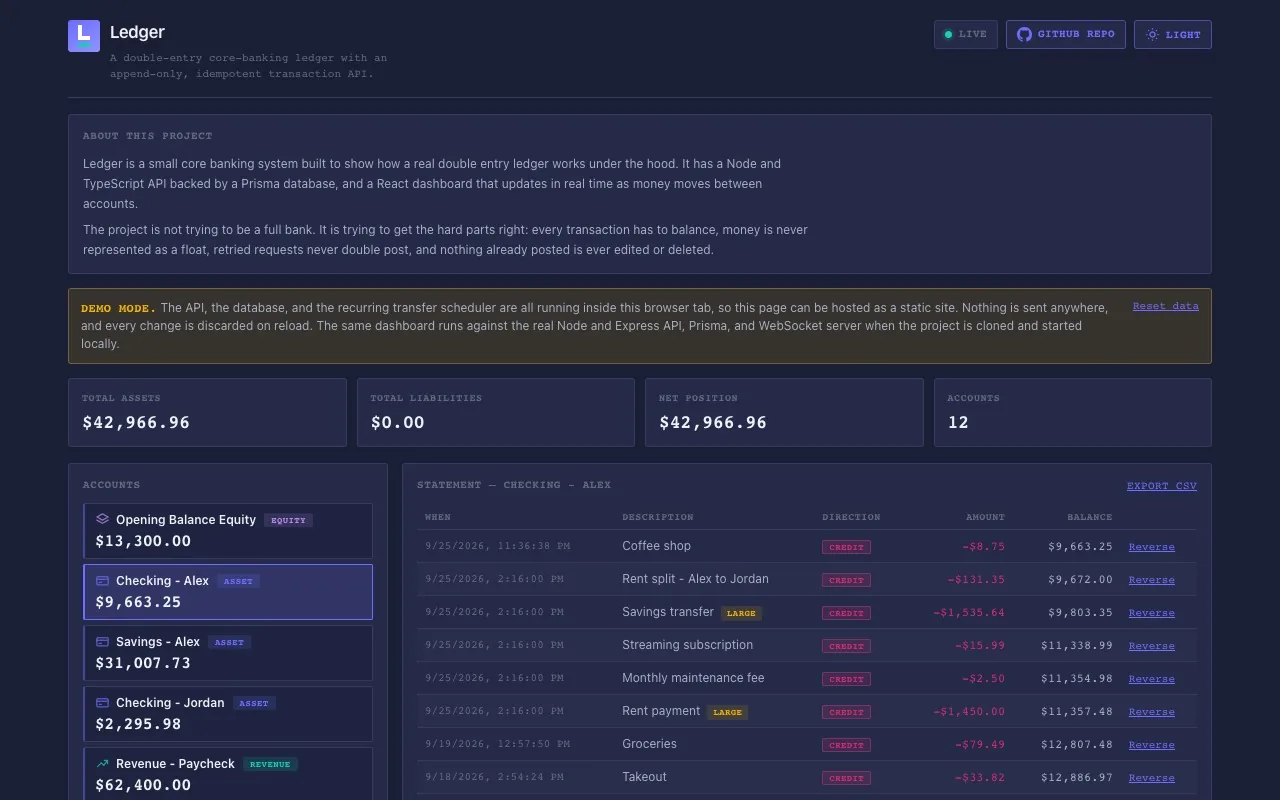 Ledger
A double-entry core-banking ledger with an
append-only, idempotent transaction API.
LIVE
GITHUB REPO
LIGHT
ABOUT THIS PROJECT
Ledger is a small core banking system built to show how a real double entry ledger works under the hood. It has a Node and
TypeScript API backed by a Prisma database, and a React dashboard that updates in real time as money moves between
accounts.
The project is not trying to be a full bank. It is trying to get the hard parts right: every transaction has to balance, money is never
represented as a float, retried requests never double post, and nothing already posted is ever edited or deleted.
DEMO MODE. The API, the database, and the recurring transfer scheduler are all running inside this browser tab, so this page can be hosted as a static site. Nothing is sent anywhere,
and every change is discarded on reload. The same dashboard runs against the real Node and Express API, Prisma, and WebSocket server when the project is cloned and started
locally.
Reset data
TOTAL ASSETS
$42,966.96
TOTAL LIABILITIES
$0.00
NET POSITION
$42,966.96
ACCOUNTS
12
ACCOUNTS
Opening Balance Equity EQUITY
$13,300.00
Checking - Alex ASSET
$9,663.25
Savings - Alex ASSET
$31,007.73
Checking - Jordan ASSET
$2,295.98
Revenue - Paycheck REVENUE
$62,400.00
STATEMENT — CHECKING - ALEX
EXPORT CSV
WHEN DESCRIPTION DIRECTION AMOUNT BALANCE
9/25/2026, 11:36:38 PM Coffee shop CREDIT -$8.75 $9,663.25 Reverse
9/25/2026, 2:16:00 PM Rent split - Alex to Jordan CREDIT -$131.35 $9,672.00 Reverse
9/25/2026, 2:16:00 PM Savings transfer LARGE CREDIT -$1,535.64 $9,803.35 Reverse
9/25/2026, 2:16:00 PM Streaming subscription CREDIT -$15.99 $11,338.99 Reverse
9/25/2026, 2:16:00 PM Monthly maintenance fee CREDIT -$2.50 $11,354.98 Reverse
9/25/2026, 2:16:00 PM Rent payment LARGE CREDIT -$1,450.00 $11,357.48 Reverse
9/19/2026, 12:57:50 PM Groceries CREDIT -$79.49 $12,807.48 Reverse
9/18/2026, 2:54:24 PM Takeout CREDIT -$33.82 $12,886.97 Reverse